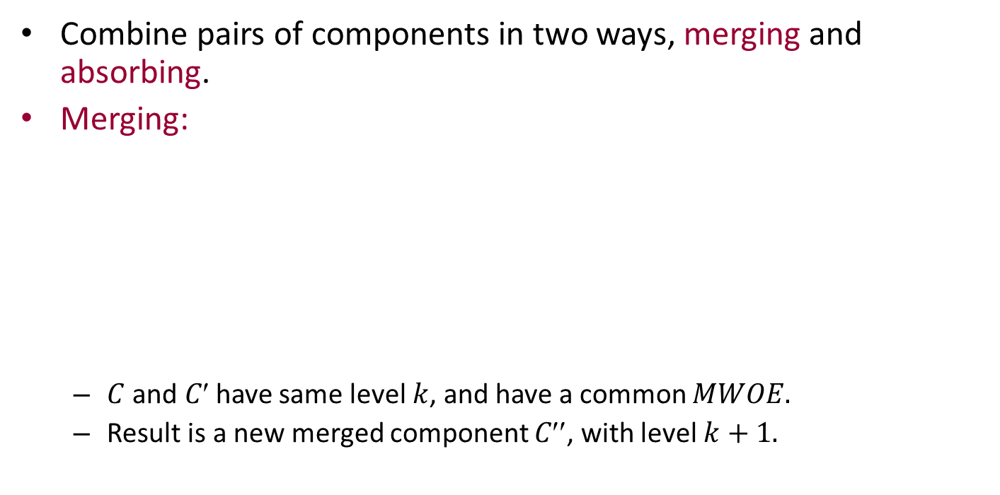 • Combine pairs of components in two ways, merging and
absorbing.
• Merging:
– C and C′ have same level k, and have a common MWOE.
– Result is a new merged component C′′, with level k + 1.